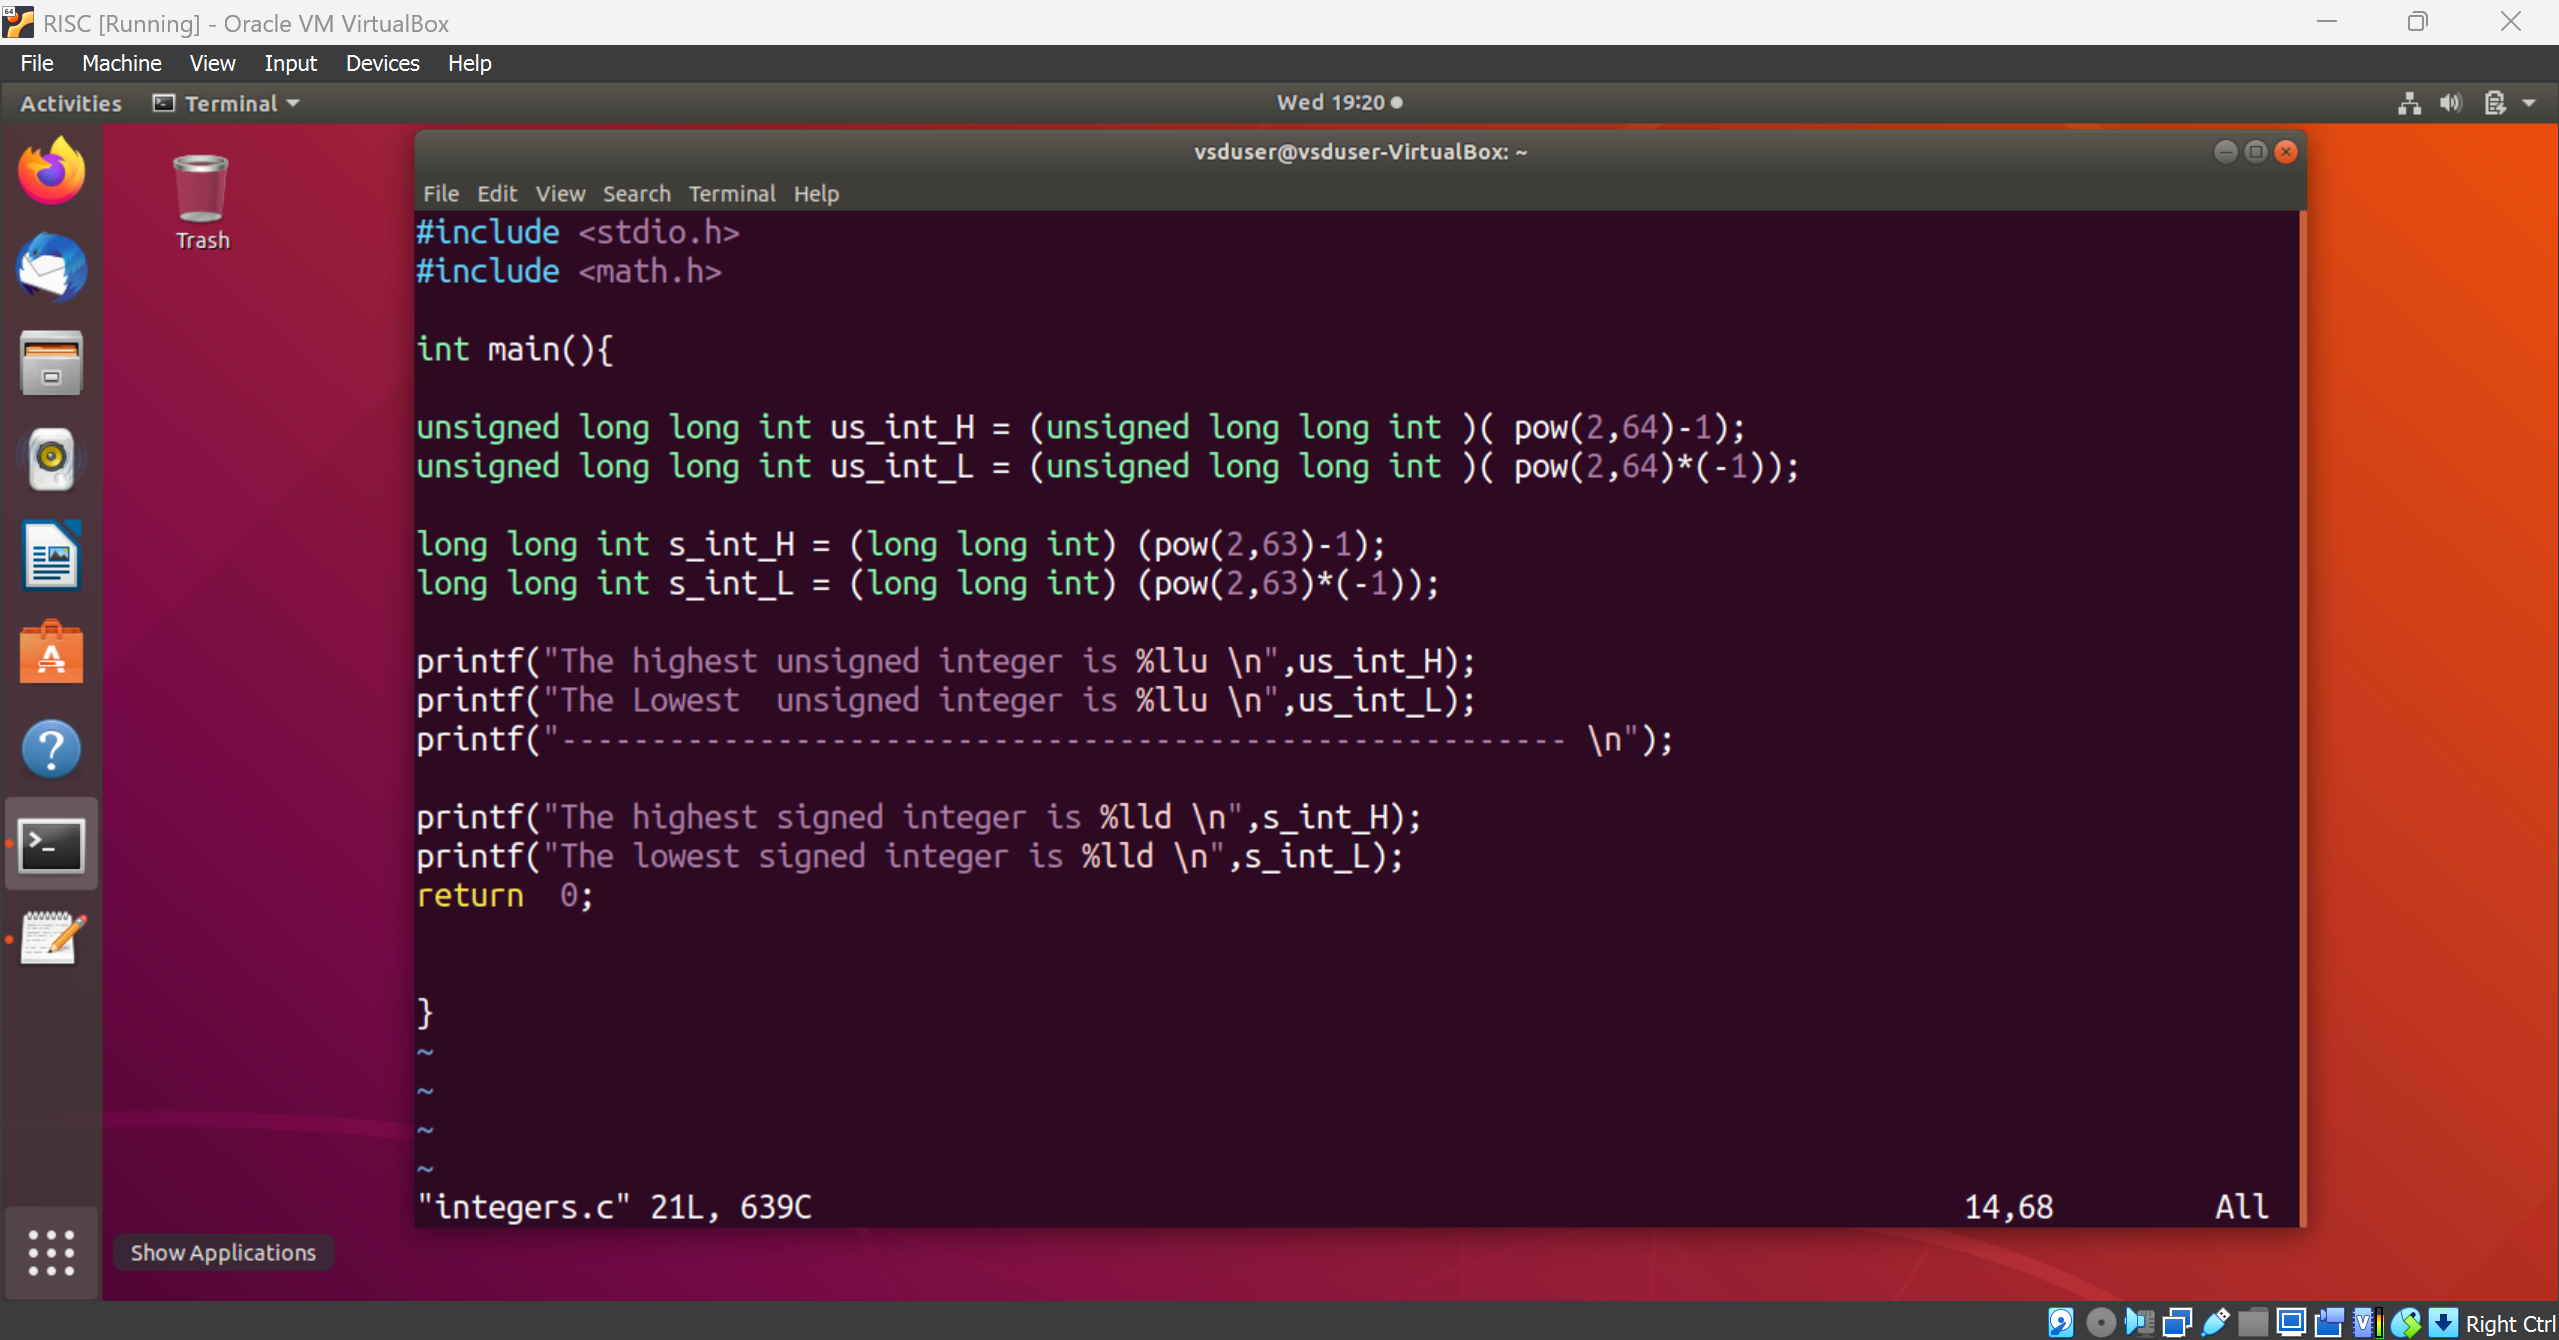 RISC [Running] - Oracle VM VirtualBox
File Machine View Input Devices Help
Activities Terminal Wed 19:20
Trash
vsduser@vsduser-VirtualBox: ~
File Edit View Search Terminal Help
#include <stdio.h>
#include <math.h>
int main(){
unsigned long long int us_int_H = (unsigned long long int )( pow(2,64)-1);
unsigned long long int us_int_L = (unsigned long long int )( pow(2,64)*(-1));
long long int s_int_H = (long long int) (pow(2,63)-1);
long long int s_int_L = (long long int) (pow(2,63)*(-1));
printf("The highest unsigned integer is %llu \n",us_int_H);
printf("The Lowest  unsigned integer is %llu \n",us_int_L);
printf("-------------------------------------------------------- \n");
printf("The highest signed integer is %lld \n",s_int_H);
printf("The lowest signed integer is %lld \n",s_int_L);
return  0;
}
~
~
~
~
"integers.c" 21L, 639C 14,68 All
Show Applications
Right Ctrl